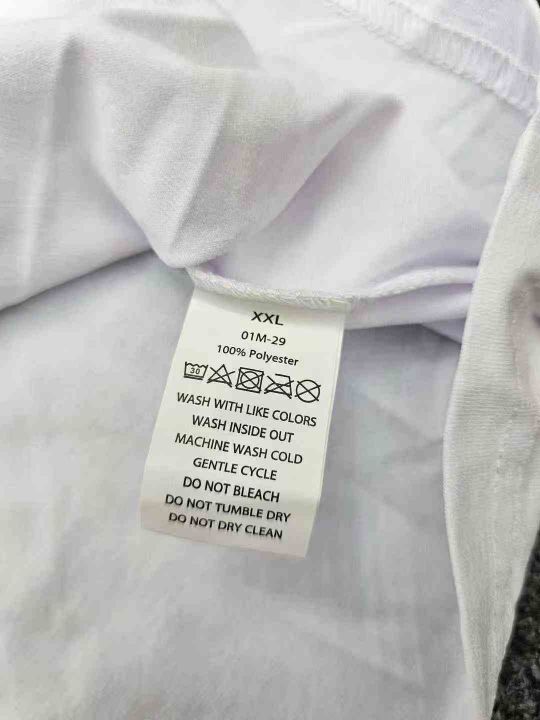 XXL
01M-29
100% Polyester
30
WASH WITH LIKE COLORS
WASH INSIDE OUT
MACHINE WASH COLD
GENTLE CYCLE
DO NOT BLEACH
DO NOT TUMBLE DRY
DO NOT DRY CLEAN